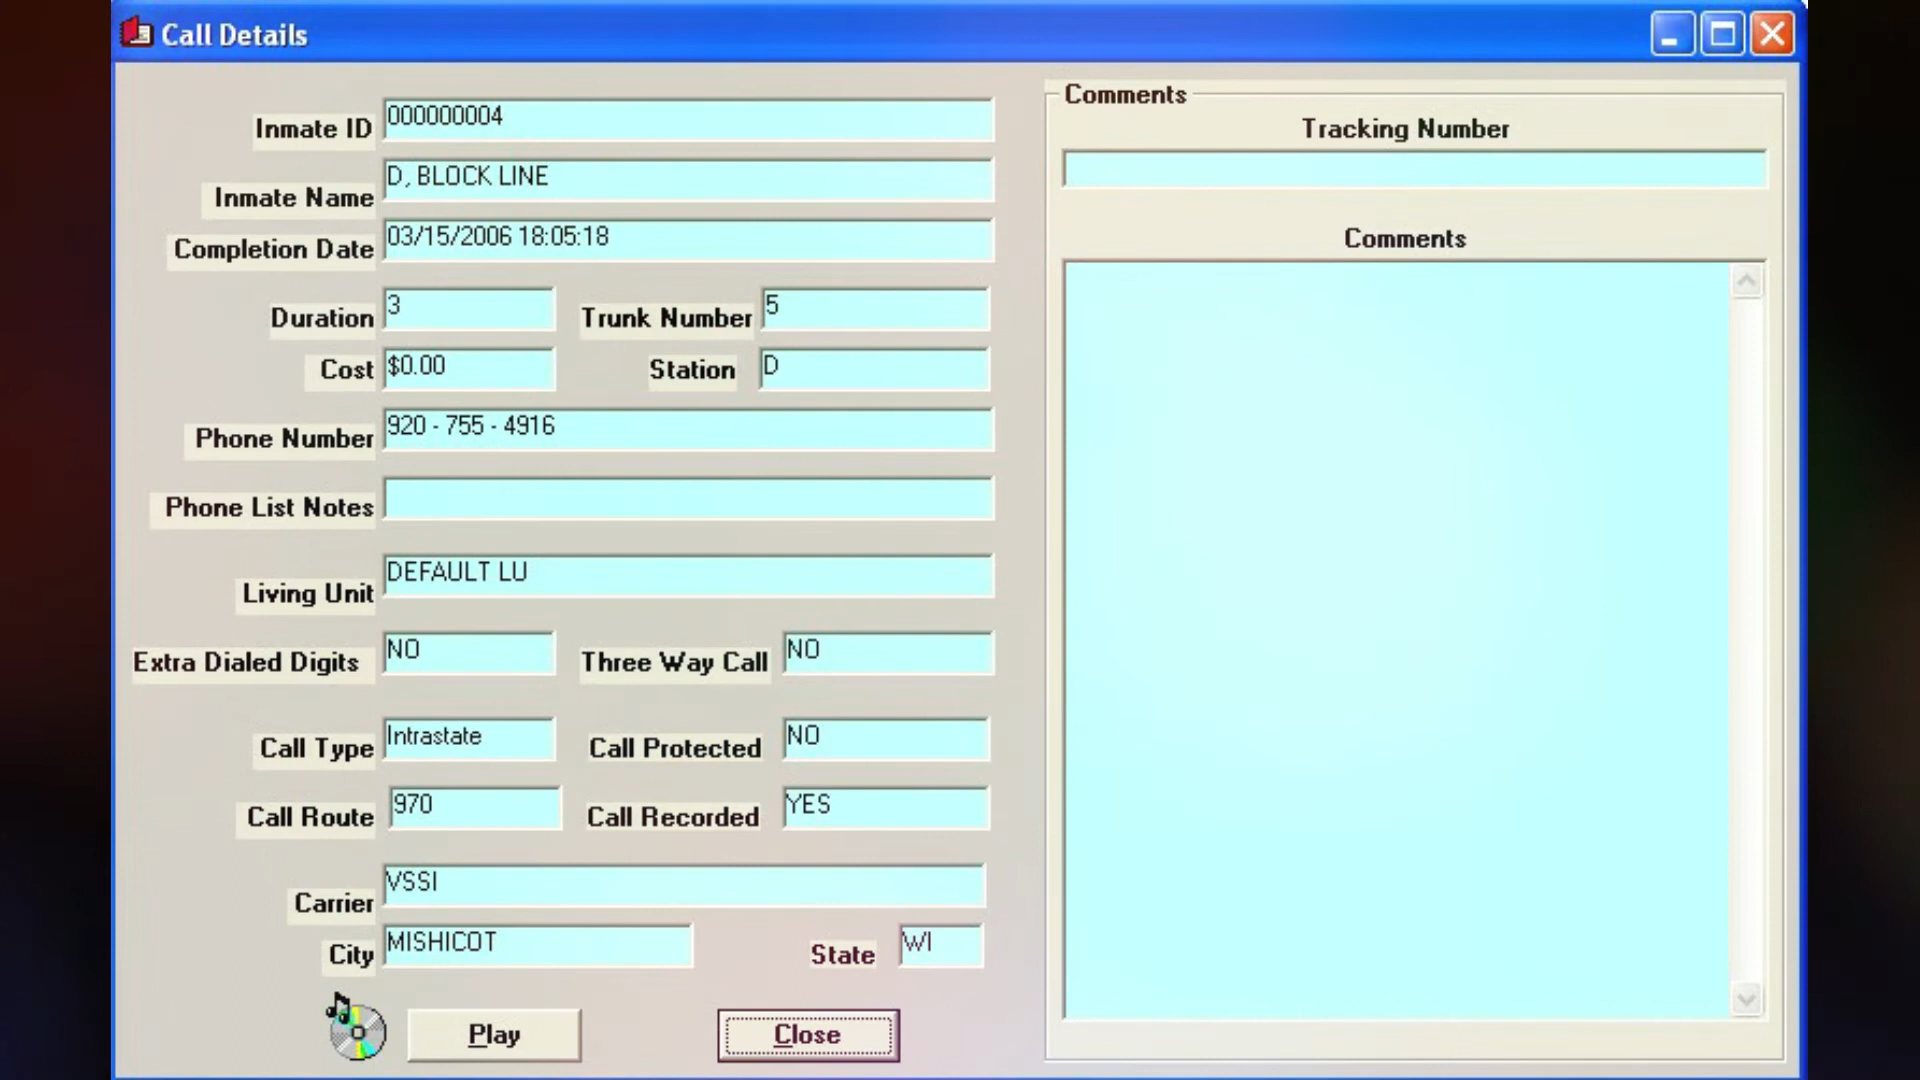 Call Details
Inmate ID 000000004
Inmate Name D, BLOCK LINE
Completion Date 03/15/2006 18:05:18
Duration 3 Trunk Number 5
Cost $0.00 Station D
Phone Number 920 - 755 - 4916
Phone List Notes
Living Unit DEFAULT LU
Extra Dialed Digits NO Three Way Call NO
Call Type Intrastate Call Protected NO
Call Route 970 Call Recorded YES
Carrier VSSI
City MISHICOT State WI
Play Close
Comments
Tracking Number
Comments